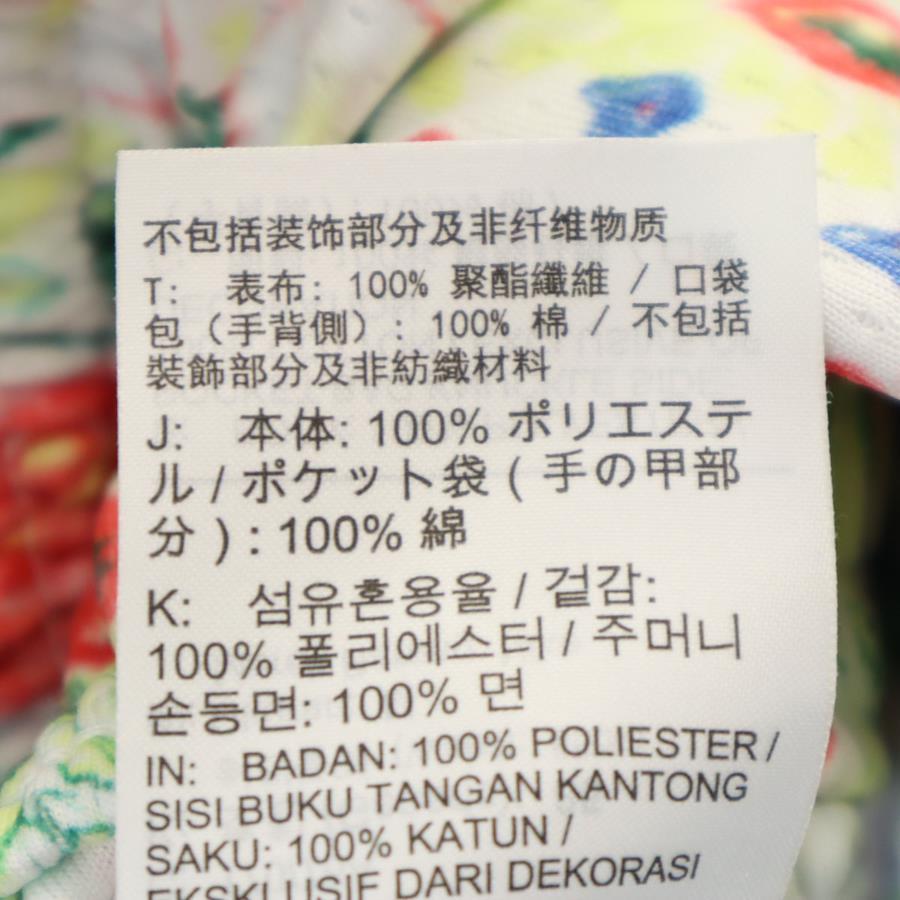 不包括装饰部分及非纤维物质
T: 表布: 100% 聚酯纖維 / 口袋
包（手背側）: 100% 棉 / 不包括
裝飾部分及非紡織材料
J: 本体: 100% ポリエステ
ル / ポケット袋 ( 手の甲部
分 ) : 100% 綿
K: 섬유혼용율 / 겉감:
100% 폴리에스터 / 주머니
손등면: 100% 면
IN: BADAN: 100% POLIESTER /
SISI BUKU TANGAN KANTONG
SAKU: 100% KATUN /
EKSKLUSIF DARI DEKORASI